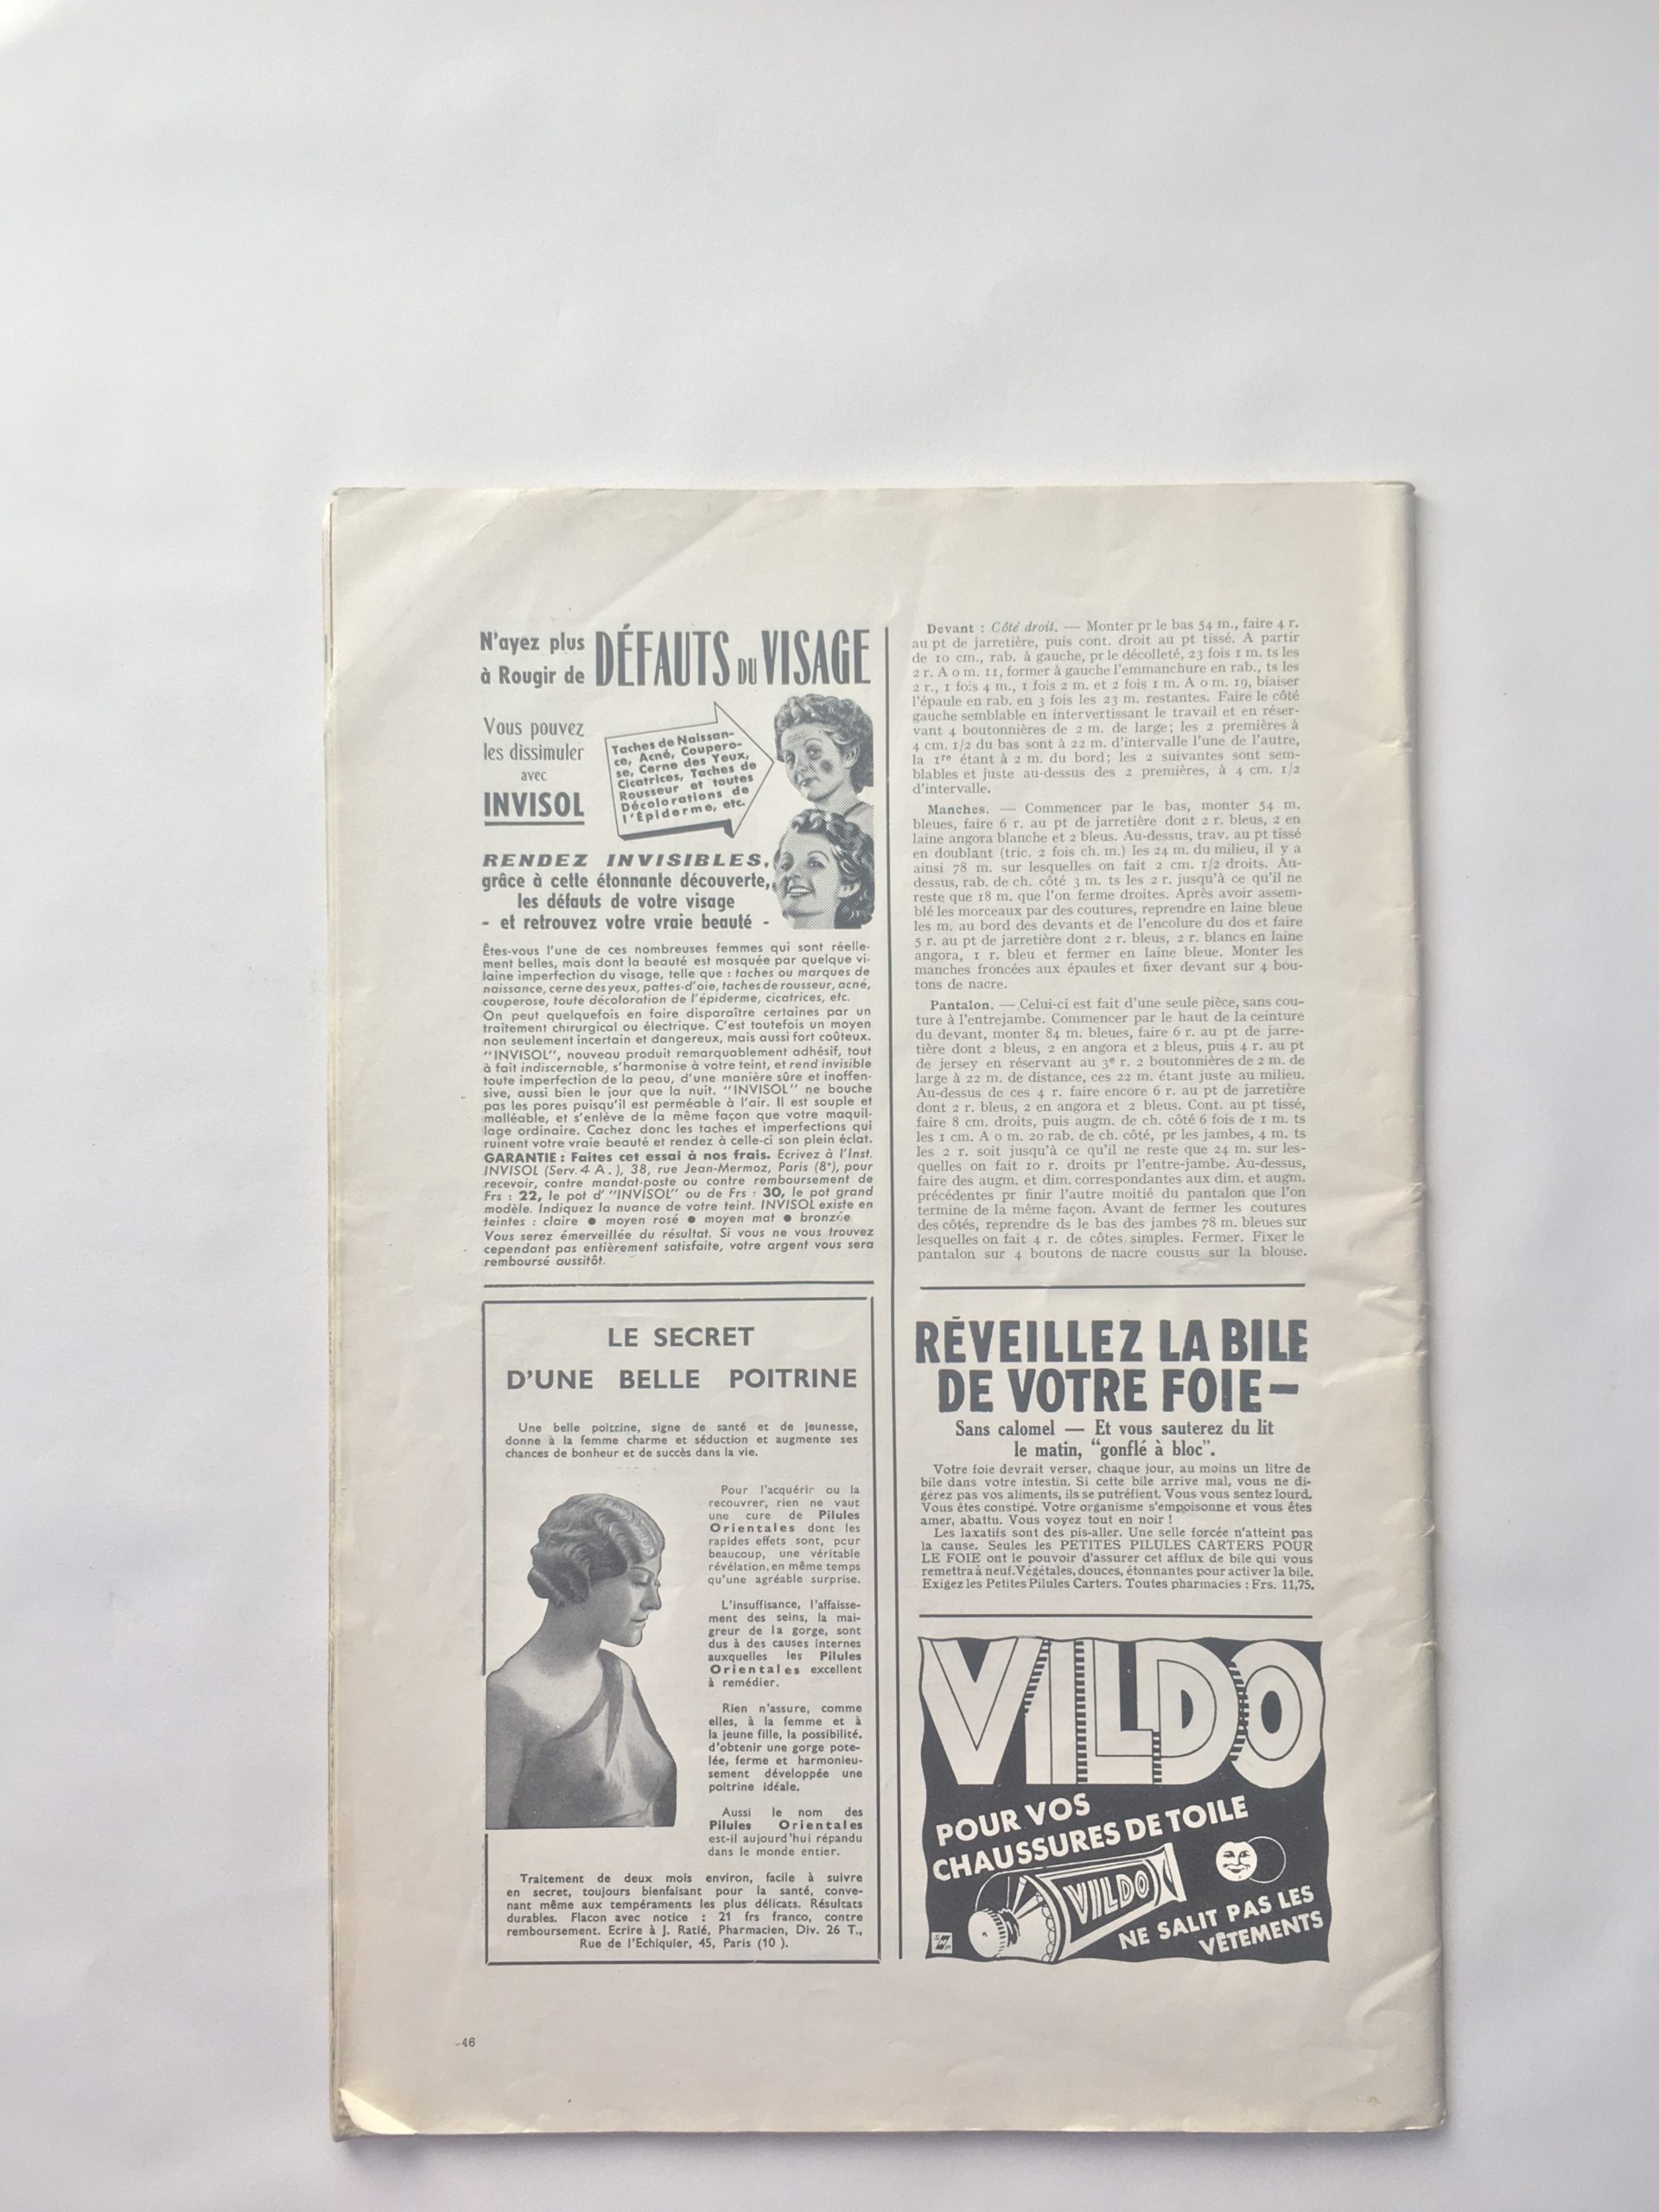 N'ayez plus
à Rougir de
DÉFAUTS DU VISAGE
Vous pouvez
les dissimuler
avec
INVISOL
Taches de Naissan-
ce, Acné, Coupero-
se, Cerne des Yeux,
Cicatrices, Taches de
Rousseur et toutes
Décolorations de
l'Épiderme, etc.
RENDEZ INVISIBLES,
grâce à cette étonnante découverte,
les défauts de votre visage
- et retrouvez votre vraie beauté -
Êtes-vous l'une de ces nombreuses femmes qui sont réelle-
ment belles, mais dont la beauté est masquée par quelque vi-
laine imperfection du visage, telle que : taches ou marques de
naissance, cerne des yeux, pattes-d'oie, taches de rousseur, acné,
couperose, toute décoloration de l'épiderme, cicatrices, etc.
On peut quelquefois en faire disparaître certaines par un
traitement chirurgical ou électrique. C'est toutefois un moyen
non seulement incertain et dangereux, mais aussi fort coûteux.
"INVISOL", nouveau produit remarquablement adhésif, tout
à fait indiscernable, s'harmonise à votre teint, et rend invisible
toute imperfection de la peau, d'une manière sûre et inoffen-
sive, aussi bien le jour que la nuit. "INVISOL" ne bouche
pas les pores puisqu'il est perméable à l'air. Il est souple et
malléable, et s'enlève de la même façon que votre maquil-
lage ordinaire. Cachez donc les taches et imperfections qui
ruinent votre vraie beauté et rendez à celle-ci son plein éclat.
GARANTIE : Faites cet essai à nos frais. Ecrivez à l'Inst.
INVISOL (Serv. 4 A.), 38, rue Jean-Mermoz, Paris (8e), pour
recevoir, contre mandat-poste ou contre remboursement de
Frs : 22, le pot d' "INVISOL" ou de Frs : 30, le pot grand
modèle. Indiquez la nuance de votre teint. INVISOL existe en
teintes : claire ● moyen rosé ● moyen mat ● bronzée
Vous serez émerveillée du résultat. Si vous ne vous trouvez
cependant pas entièrement satisfaite, votre argent vous sera
remboursé aussitôt.
LE SECRET
D'UNE BELLE POITRINE
Une belle poitrine, signe de santé et de jeunesse,
donne à la femme charme et séduction et augmente ses
chances de bonheur et de succès dans la vie.
Pour l'acquérir ou la
recouvrer, rien ne vaut
une cure de Pilules
Orientales dont les
rapides effets sont, pour
beaucoup, une véritable
révélation, en même temps
qu'une agréable surprise.
L'insuffisance, l'affaisse-
ment des seins, la mai-
greur de la gorge, sont
dus à des causes internes
auxquelles les Pilules
Orientales excellent
à remédier.
Rien n'assure, comme
elles, à la femme et à
la jeune fille, la possibilité,
d'obtenir une gorge pote-
lée, ferme et harmonieu-
sement développée une
poitrine idéale.
Aussi le nom des
Pilules Orientales
est-il aujourd'hui répandu
dans le monde entier.
Traitement de deux mois environ, facile à suivre
en secret, toujours bienfaisant pour la santé, conve-
nant même aux tempéraments les plus délicats. Résultats
durables. Flacon avec notice : 21 frs franco, contre
remboursement. Ecrire à J. Ratié, Pharmacien, Div. 26 T.,
Rue de l'Echiquier, 45, Paris (10 ).
Devant : Côté droit. — Monter pr le bas 54 m., faire 4 r.
au pt de jarretière, puis cont. droit au pt tissé. A partir
de 10 cm., rab. à gauche, pr le décolleté, 23 fois 1 m. ts les
2 r. A 0 m. 11, former à gauche l'emmanchure en rab., ts les
2 r., 1 fois 4 m., 1 fois 2 m. et 2 fois 1 m. A 0 m. 19, biaiser
l'épaule en rab. en 3 fois les 23 m. restantes. Faire le côté
gauche semblable en intervertissant le travail et en réser-
vant 4 boutonnières de 2 m. de large; les 2 premières à
4 cm. 1/2 du bas sont à 22 m. d'intervalle l'une de l'autre,
la 1re étant à 2 m. du bord; les 2 suivantes sont sem-
blables et juste au-dessus des 2 premières, à 4 cm. 1/2
d'intervalle.
Manches. — Commencer par le bas, monter 54 m.
bleues, faire 6 r. au pt de jarretière dont 2 r. bleus, 2 en
laine angora blanche et 2 bleus. Au-dessus, trav. au pt tissé
en doublant (tric. 2 fois ch. m.) les 24 m. du milieu, il y a
ainsi 78 m. sur lesquelles on fait 2 cm. 1/2 droits. Au-
dessus, rab. de ch. côté 3 m. ts les 2 r. jusqu'à ce qu'il ne
reste que 18 m. que l'on ferme droites. Après avoir assem-
blé les morceaux par des coutures, reprendre en laine bleue
les m. au bord des devants et de l'encolure du dos et faire
5 r. au pt de jarretière dont 2 r. bleus, 2 r. blancs en laine
angora, 1 r. bleu et fermer en laine bleue. Monter les
manches froncées aux épaules et fixer devant sur 4 bou-
tons de nacre.
Pantalon. — Celui-ci est fait d'une seule pièce, sans cou-
ture à l'entrejambe. Commencer par le haut de la ceinture
du devant, monter 84 m. bleues, faire 6 r. au pt de jarre-
tière dont 2 bleus, 2 en angora et 2 bleus, puis 4 r. au pt
de jersey en réservant au 3e r. 2 boutonnières de 2 m. de
large à 22 m. de distance, ces 22 m. étant juste au milieu.
Au-dessus de ces 4 r. faire encore 6 r. au pt de jarretière
dont 2 r. bleus, 2 en angora et 2 bleus. Cont. au pt tissé,
faire 8 cm. droits, puis augm. de ch. côté 6 fois de 1 m. ts
les 1 cm. A 0 m. 20 rab. de ch. côté, pr les jambes, 4 m. ts
les 2 r. soit jusqu'à ce qu'il ne reste que 24 m. sur les-
quelles on fait 10 r. droits pr l'entre-jambe. Au-dessus,
faire des augm. et dim. correspondantes aux dim. et augm.
précédentes pr finir l'autre moitié du pantalon que l'on
termine de la même façon. Avant de fermer les coutures
des côtés, reprendre ds le bas des jambes 78 m. bleues sur
lesquelles on fait 4 r. de côtes simples. Fermer. Fixer le
pantalon sur 4 boutons de nacre cousus sur la blouse.
RÉVEILLEZ LA BILE
DE VOTRE FOIE—
Sans calomel — Et vous sauterez du lit
le matin, "gonflé à bloc".
Votre foie devrait verser, chaque jour, au moins un litre de
bile dans votre intestin. Si cette bile arrive mal, vous ne di-
gérez pas vos aliments, ils se putréfient. Vous vous sentez lourd.
Vous êtes constipé. Votre organisme s'empoisonne et vous êtes
amer, abattu. Vous voyez tout en noir !
Les laxatifs sont des pis-aller. Une selle forcée n'atteint pas
la cause. Seules les PETITES PILULES CARTERS POUR
LE FOIE ont le pouvoir d'assurer cet afflux de bile qui vous
remettra à neuf. Végétales, douces, étonnantes pour activer la bile.
Exigez les Petites Pilules Carters. Toutes pharmacies : Frs. 11,75.
VILDO
POUR VOS
CHAUSSURES DE TOILE
VILDO
NE SALIT PAS LES
VÊTEMENTS
-46